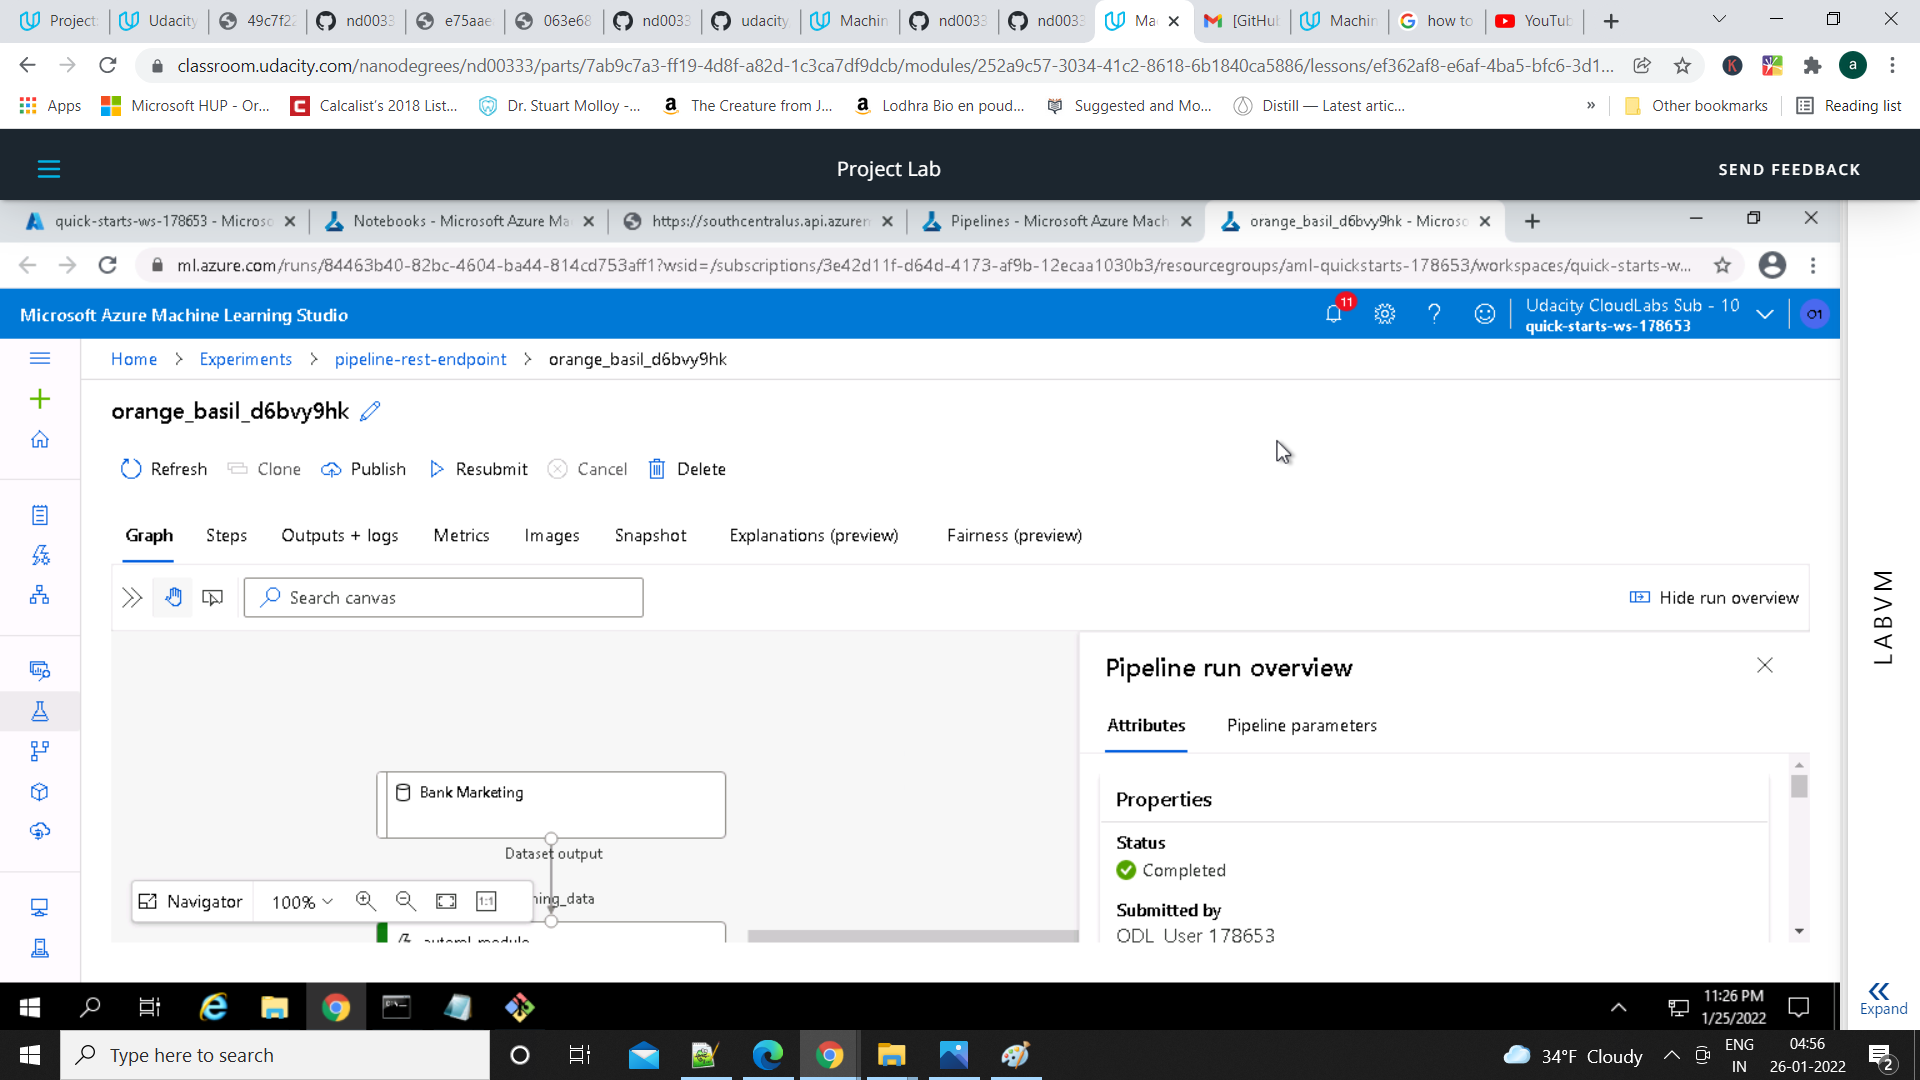 Project
Udacity
49c7f22
nd0033
e75aae
063e68
nd0033
udacity
Machin
nd0033
nd0033
Ma
[GitHu
Machin
how to
YouTub
classroom.udacity.com/nanodegrees/nd00333/parts/7ab9c7a3-ff19-4d8f-a82d-1c3ca7df9dcb/modules/252a9c57-3034-41c2-8618-6b1840ca5886/lessons/ef362af8-e6af-4ba5-bfc6-3d1...
K
a
Apps
Microsoft HUP - Or...
Calcalist's 2018 List...
Dr. Stuart Molloy -...
The Creature from J...
Lodhra Bio en poud...
Suggested and Mo...
Distill — Latest artic...
»
Other bookmarks
Reading list
Project Lab
SEND FEEDBACK
quick-starts-ws-178653 - Microso
Notebooks - Microsoft Azure Ma
https://southcentralus.api.azurem
Pipelines - Microsoft Azure Mach
orange_basil_d6bvy9hk - Microso
ml.azure.com/runs/84463b40-82bc-4604-ba44-814cd753aff1?wsid=/subscriptions/3e42d11f-d64d-4173-af9b-12ecaa1030b3/resourcegroups/aml-quickstarts-178653/workspaces/quick-starts-w...
Microsoft Azure Machine Learning Studio
11
Udacity CloudLabs Sub - 10
quick-starts-ws-178653
O1
Home > Experiments > pipeline-rest-endpoint > orange_basil_d6bvy9hk
orange_basil_d6bvy9hk
Refresh
Clone
Publish
Resubmit
Cancel
Delete
Graph
Steps
Outputs + logs
Metrics
Images
Snapshot
Explanations (preview)
Fairness (preview)
Search canvas
Hide run overview
LABVM
Pipeline run overview
Attributes
Pipeline parameters
Bank Marketing
Dataset output
Properties
Status
Completed
Navigator
100%
1:1
ning_data
automl_module
Submitted by
ODL_User 178653
Expand
11:26 PM
1/25/2022
Type here to search
34°F Cloudy
ENG
IN
04:56
26-01-2022
2